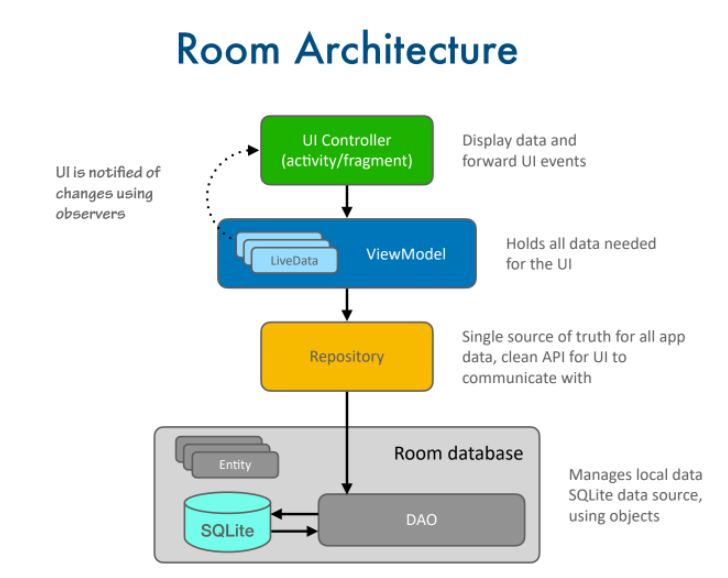 Room Architecture
UI Controller
(activity/fragment)
Display data and
forward UI events
UI is notified of
changes using
observers
LiveData
ViewModel
Holds all data needed
for the UI
Repository
Single source of truth for all app
data, clean API for UI to
communicate with
Room database
Entity
SQLite
DAO
Manages local data
SQLite data source,
using objects